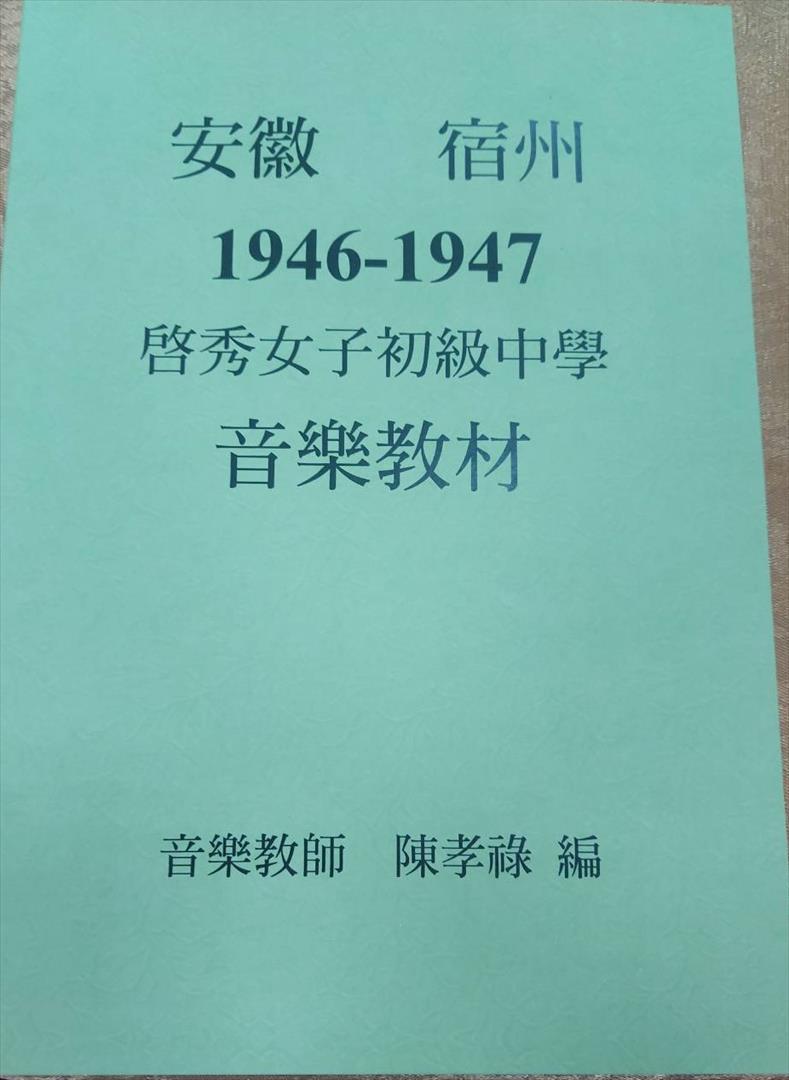 安徽 宿州
1946-1947
啓秀女子初級中學
音樂教材
音樂教師 陳孝祿 編